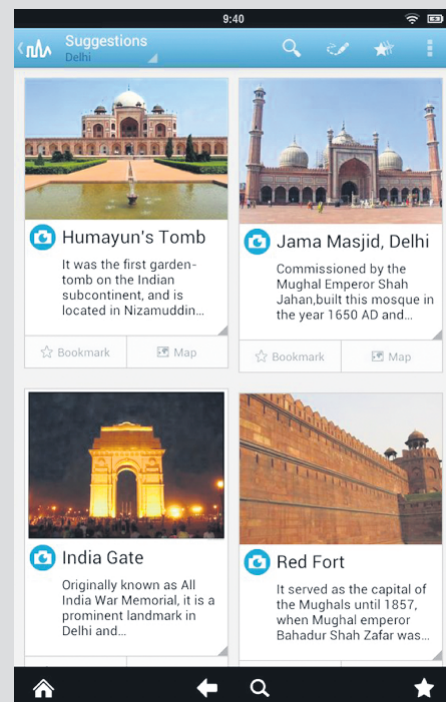 9:40
Suggestions
Delhi
Humayun's Tomb
It was the first garden-
tomb on the Indian
subcontinent, and is
located in Nizamuddin...
Bookmark
Map
Jama Masjid, Delhi
Commissioned by the
Mughal Emperor Shah
Jahan,built this mosque in
the year 1650 AD and...
Bookmark
Map
India Gate
Originally known as All
India War Memorial, it is a
prominent landmark in
Delhi and...
Red Fort
It served as the capital of
the Mughals until 1857,
when Mughal emperor
Bahadur Shah Zafar was...